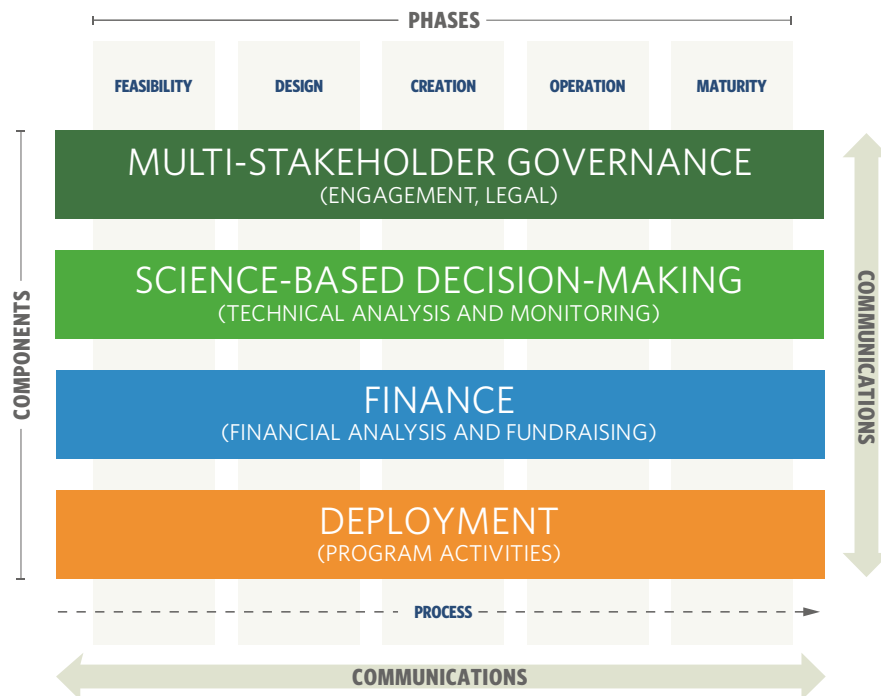 PHASES
FEASIBILITY
DESIGN
CREATION
OPERATION
MATURITY
COMPONENTS
MULTI-STAKEHOLDER GOVERNANCE
(ENGAGEMENT, LEGAL)
SCIENCE-BASED DECISION-MAKING
(TECHNICAL ANALYSIS AND MONITORING)
FINANCE
(FINANCIAL ANALYSIS AND FUNDRAISING)
DEPLOYMENT
(PROGRAM ACTIVITIES)
COMMUNICATIONS
PROCESS
COMMUNICATIONS